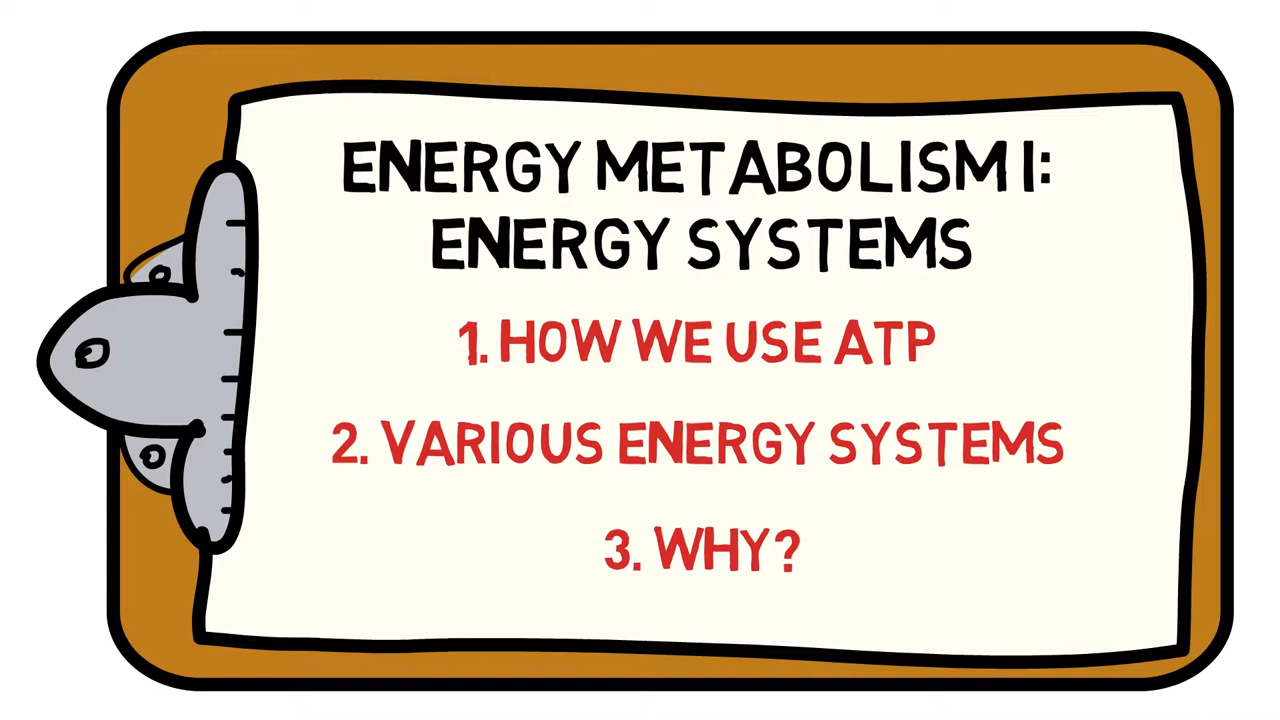 ENERGY METABOLISM I:
ENERGY SYSTEMS
1. HOW WE USE ATP
2. VARIOUS ENERGY SYSTEMS
3. WHY?